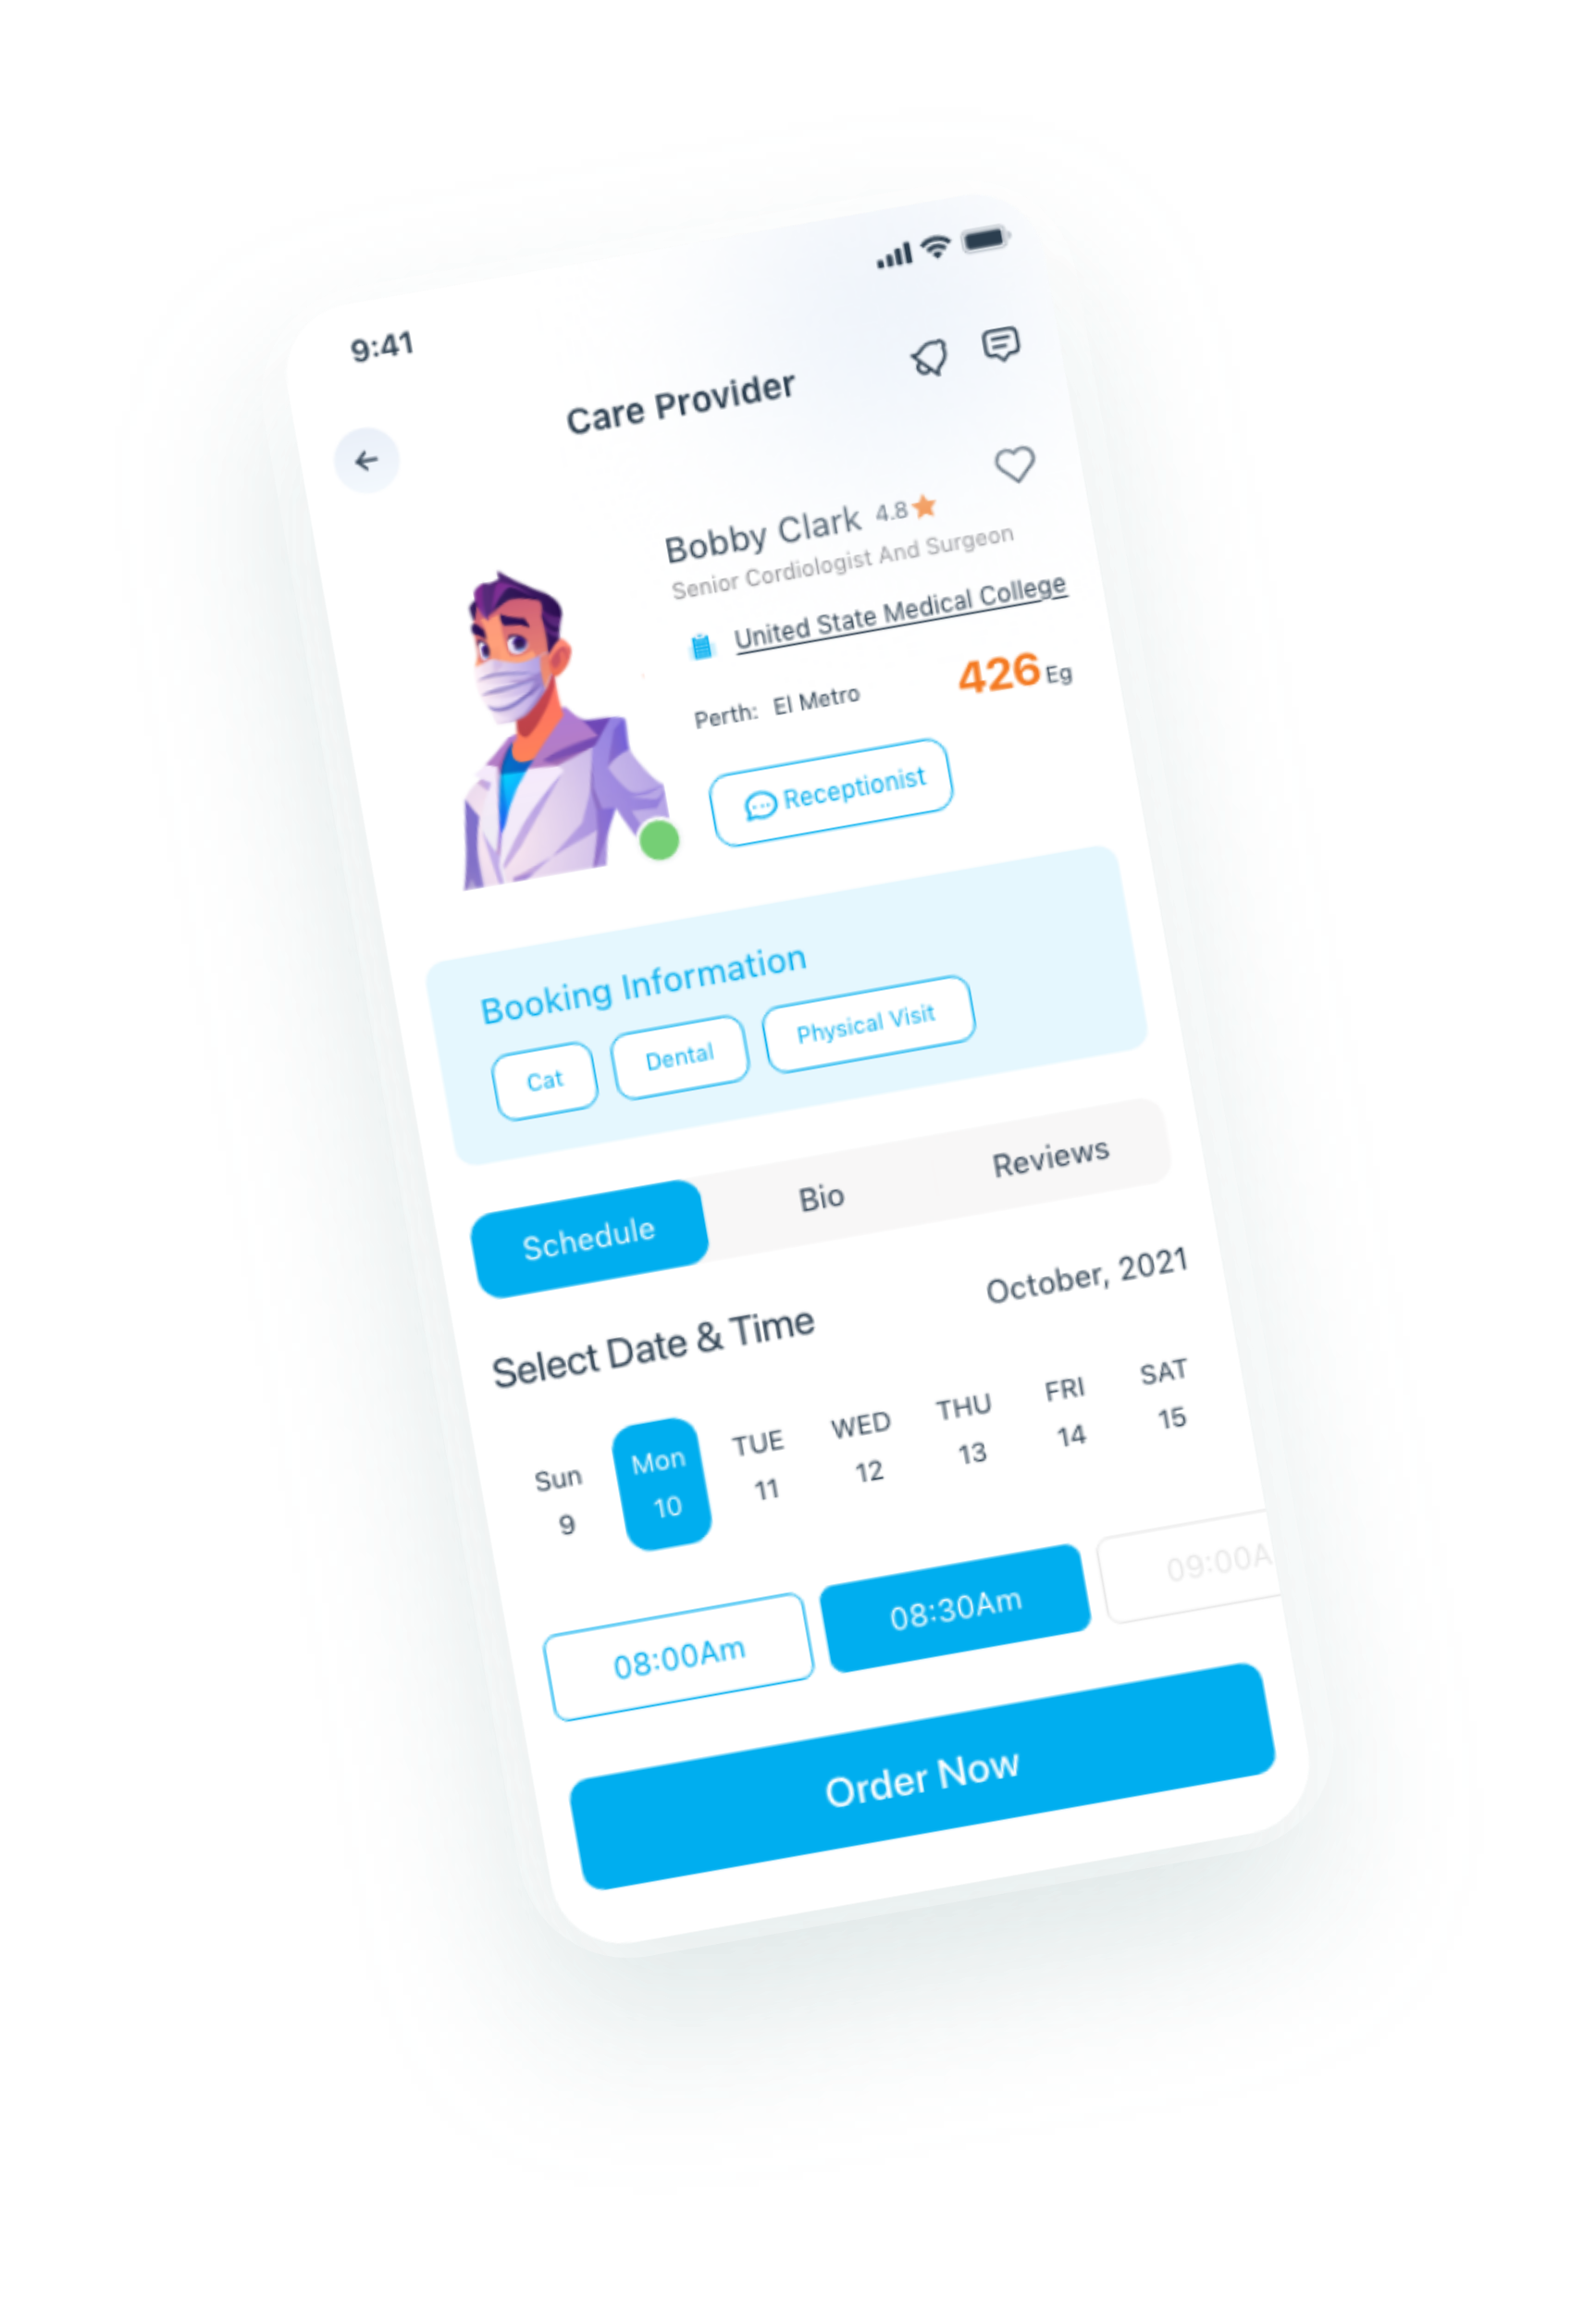 9:41
Care Provider
Bobby Clark 4.8
Senior Cordiologist And Surgeon
United State Medical College
Perth: El Metro 426 Eg
Receptionist
Booking Information
Cat Dental Physical Visit
Schedule Bio Reviews
Select Date & Time October, 2021
Sun Mon TUE WED THU FRI SAT
9 10 11 12 13 14 15
08:00Am 08:30Am 09:00A
Order Now